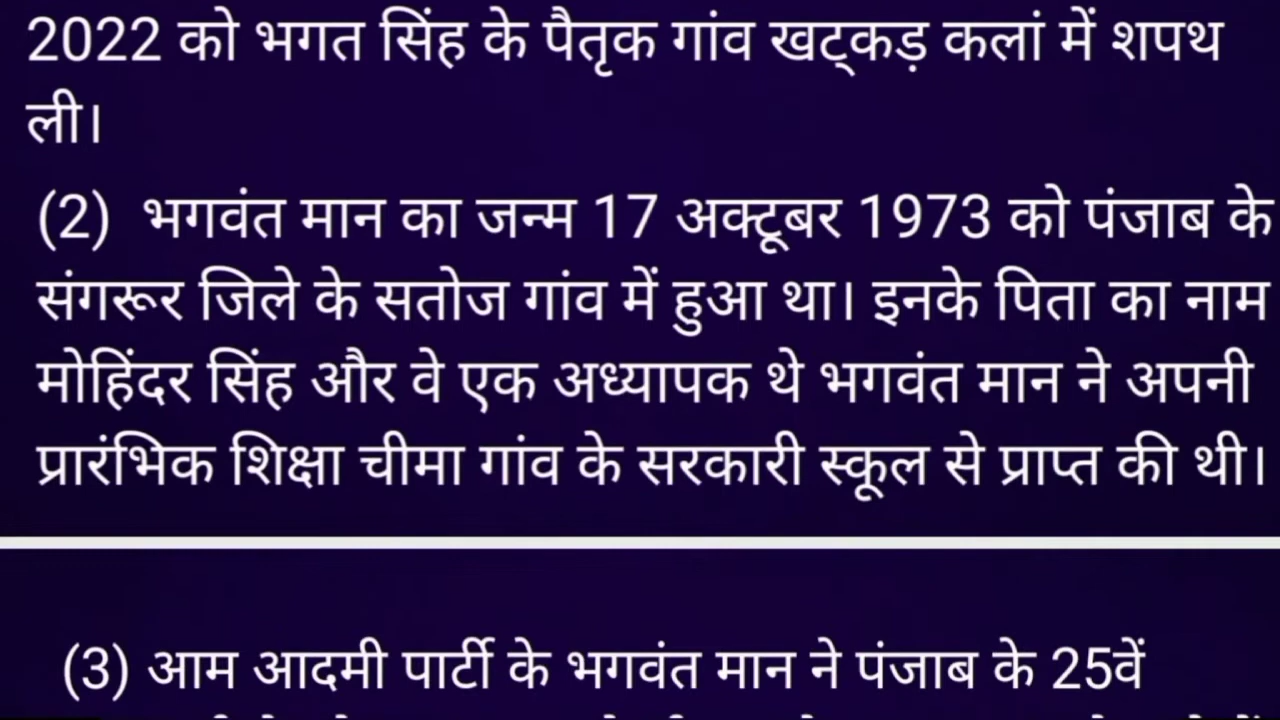 2022 को भगत सिंह के पैतृक गांव खट्कड़ कलां में शपथ
ली।
(2) भगवंत मान का जन्म 17 अक्टूबर 1973 को पंजाब के
संगरूर जिले के सतोज गांव में हुआ था। इनके पिता का नाम
मोहिंदर सिंह और वे एक अध्यापक थे भगवंत मान ने अपनी
प्रारंभिक शिक्षा चीमा गांव के सरकारी स्कूल से प्राप्त की थी।
(3) आम आदमी पार्टी के भगवंत मान ने पंजाब के 25वें